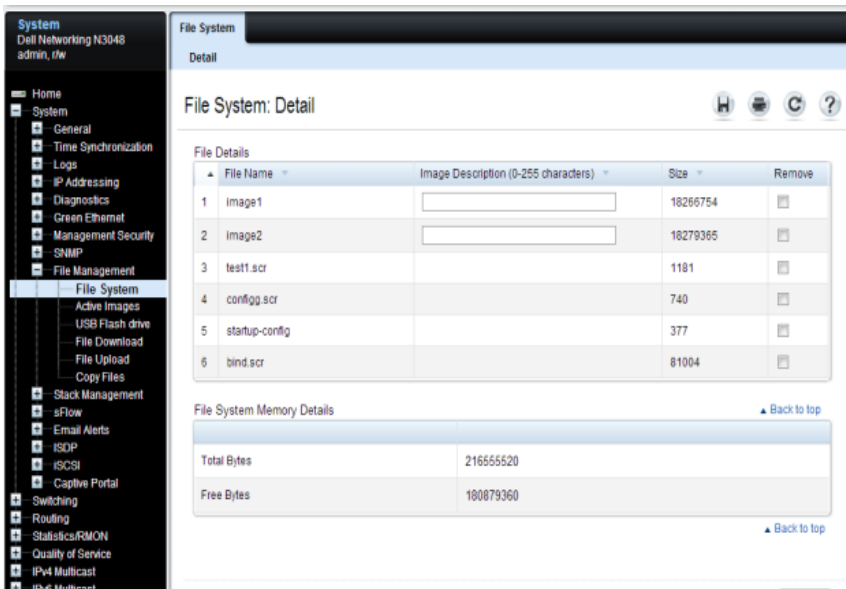 System
Dell Networking N3048
admin, r/w
Home
System
General
Time Synchronization
Logs
IP Addressing
Diagnostics
Green Ethernet
Management Security
SNMP
File Management
File System
Active Images
USB Flash drive
File Download
File Upload
Copy Files
Stack Management
sFlow
Email Alerts
ISDP
iSCSI
Captive Portal
Switching
Routing
Statistics/RMON
Quality of Service
IPv4 Multicast
IPv6 Multicast
File System
Detail
File System: Detail
File Details
File Name Image Description (0-255 characters) Size Remove
1 image1 18266754
2 image2 18279365
3 test1.scr 1181
4 configg.scr 740
5 startup-config 377
6 bind.scr 81004
File System Memory Details Back to top
Total Bytes 216555520
Free Bytes 180879360
Back to top